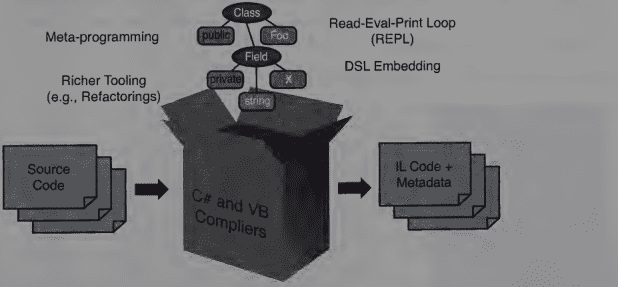 Class
public
Foo
Field
private
X
string
Meta-programming
Richer Tooling
(e.g., Refactorings)
Read-Eval-Print Loop
(REPL)
DSL Embedding
Source
Code
C# and VB
Compliers
IL Code +
Metadata